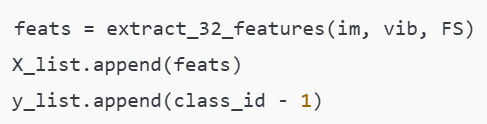 feats = extract_32_features(im, vib, FS)
X_list.append(feats)
y_list.append(class_id - 1)